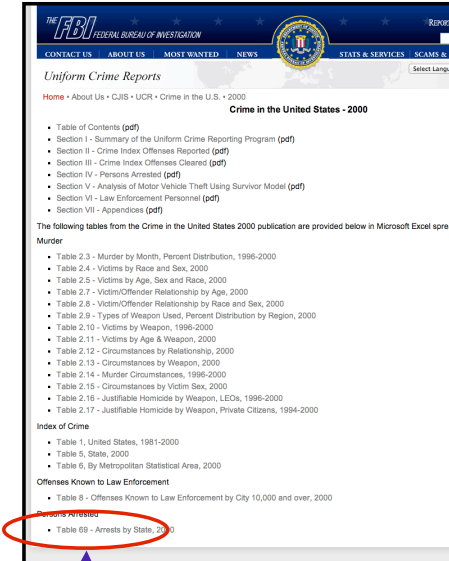 THE FBI FEDERAL BUREAU OF INVESTIGATION
CONTACT US ABOUT US MOST WANTED NEWS STATS & SERVICES SCAMS &
Uniform Crime Reports
Home • About Us • CJIS • UCR • Crime in the U.S. • 2000
Crime in the United States - 2000
Table of Contents (pdf)
Section I - Summary of the Uniform Crime Reporting Program (pdf)
Section II - Crime Index Offenses Reported (pdf)
Section III - Crime Index Offenses Cleared (pdf)
Section IV - Persons Arrested (pdf)
Section V - Analysis of Motor Vehicle Theft Using Survivor Model (pdf)
Section VI - Law Enforcement Personnel (pdf)
Section VII - Appendices (pdf)
The following tables from the Crime in the United States 2000 publication are provided below in Microsoft Excel spre
Murder
Table 2.3 - Murder by Month, Percent Distribution, 1996-2000
Table 2.4 - Victims by Race and Sex, 2000
Table 2.5 - Victims by Age, Sex and Race, 2000
Table 2.7 - Victim/Offender Relationship by Age, 2000
Table 2.8 - Victim/Offender Relationship by Race and Sex, 2000
Table 2.9 - Types of Weapon Used, Percent Distribution by Region, 2000
Table 2.10 - Victims by Weapon, 1996-2000
Table 2.11 - Victims by Age & Weapon, 2000
Table 2.12 - Circumstances by Relationship, 2000
Table 2.13 - Circumstances by Weapon, 2000
Table 2.14 - Murder Circumstances, 1996-2000
Table 2.15 - Circumstances by Victim Sex, 2000
Table 2.16 - Justifiable Homicide by Weapon, LEOs, 1996-2000
Table 2.17 - Justifiable Homicide by Weapon, Private Citizens, 1994-2000
Index of Crime
Table 1, United States, 1981-2000
Table 5, State, 2000
Table 6, By Metropolitan Statistical Area, 2000
Offenses Known to Law Enforcement
Table 8 - Offenses Known to Law Enforcement by City 10,000 and over, 2000
Persons Arrested
Table 69 - Arrests by State, 2000